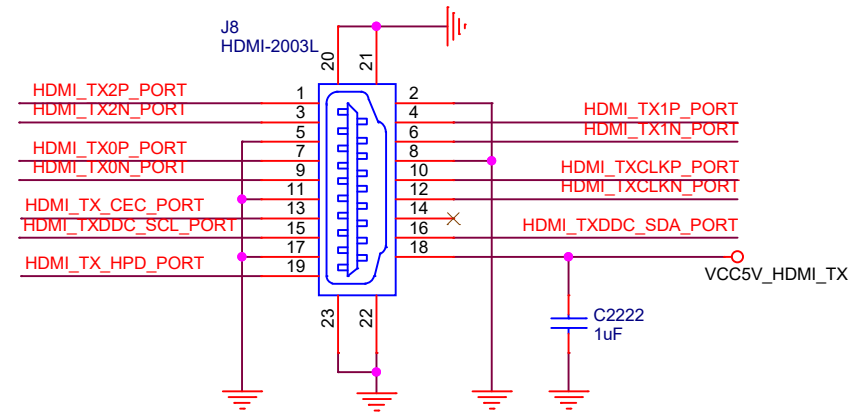 J8
HDMI-2003L
20
21
HDMI_TX2P_PORT
1
2
HDMI_TX2N_PORT
3
4
HDMI_TX1P_PORT
5
6
HDMI_TX1N_PORT
HDMI_TX0P_PORT
7
8
HDMI_TX0N_PORT
9
10
HDMI_TXCLKP_PORT
11
12
HDMI_TXCLKN_PORT
HDMI_TX_CEC_PORT
13
14
HDMI_TXDDC_SCL_PORT
15
16
HDMI_TXDDC_SDA_PORT
17
18
HDMI_TX_HPD_PORT
19
VCC5V_HDMI_TX
23
22
C2222
1uF